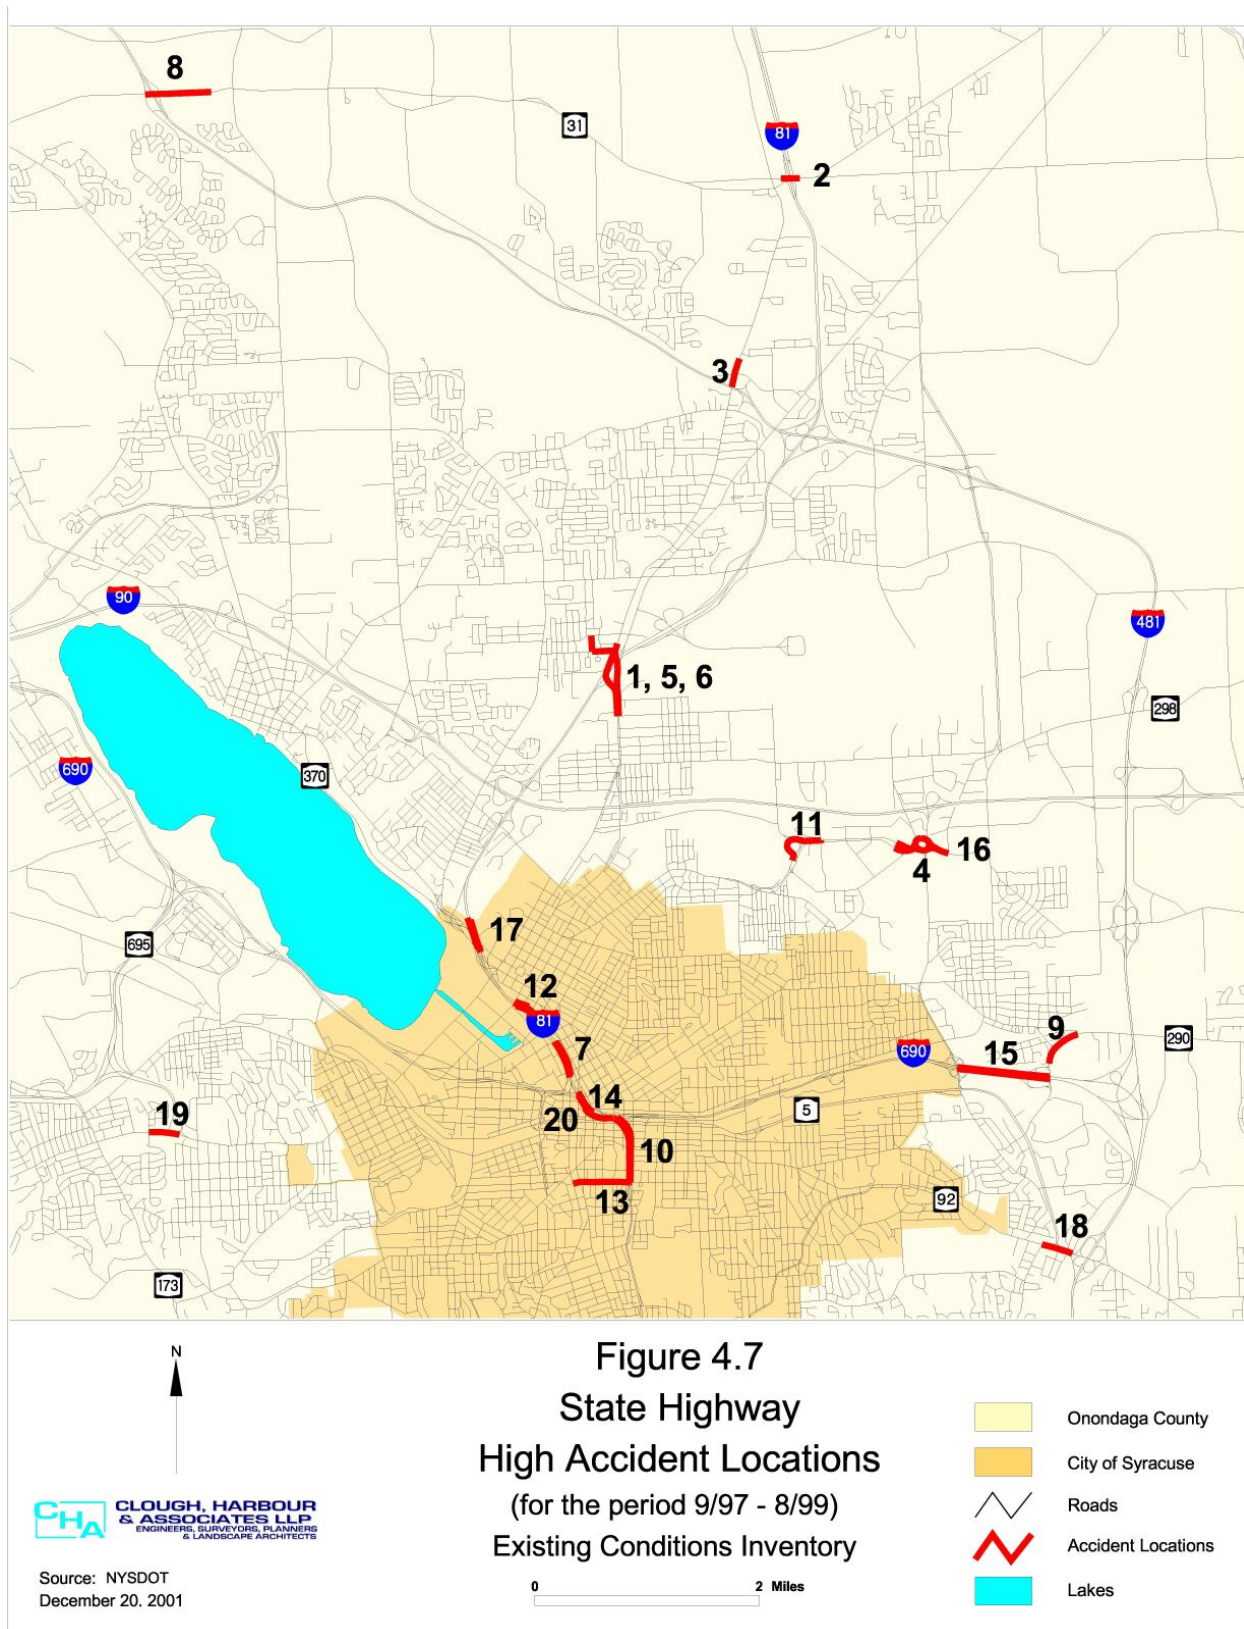 8
31
81
2
3
90
481
1, 5, 6
298
690
370
11
16
4
17
695
12
81
9
290
7
690
15
14
5
19
20
10
92
13
18
173
N
Figure 4.7
State Highway
High Accident Locations
(for the period 9/97 - 8/99)
Existing Conditions Inventory
0 2 Miles
CHA
CLOUGH, HARBOUR
& ASSOCIATES LLP
ENGINEERS, SURVEYORS, PLANNERS
& LANDSCAPE ARCHITECTS
Source: NYSDOT
December 20. 2001
Onondaga County
City of Syracuse
Roads
Accident Locations
Lakes